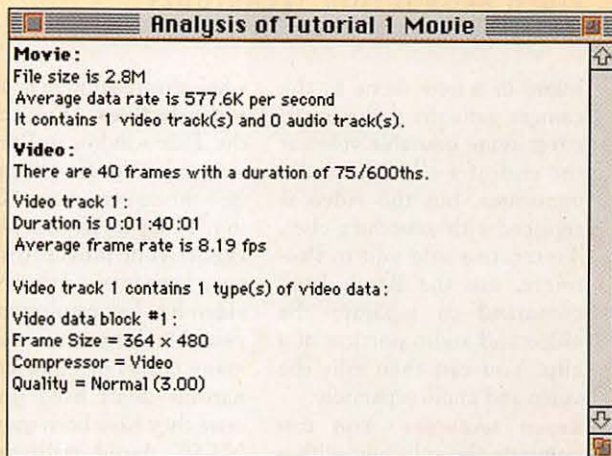 Analysis of Tutorial 1 Movie
Movie:
File size is 2.8M
Average data rate is 577.6K per second
It contains 1 video track(s) and 0 audio track(s).
Video:
There are 40 frames with a duration of 75/600ths.
Video track 1:
Duration is 0:01:40:01
Average frame rate is 8.19 fps
Video track 1 contains 1 type(s) of video data:
Video data block #1:
Frame Size = 364 x 480
Compressor = Video
Quality = Normal (3.00)